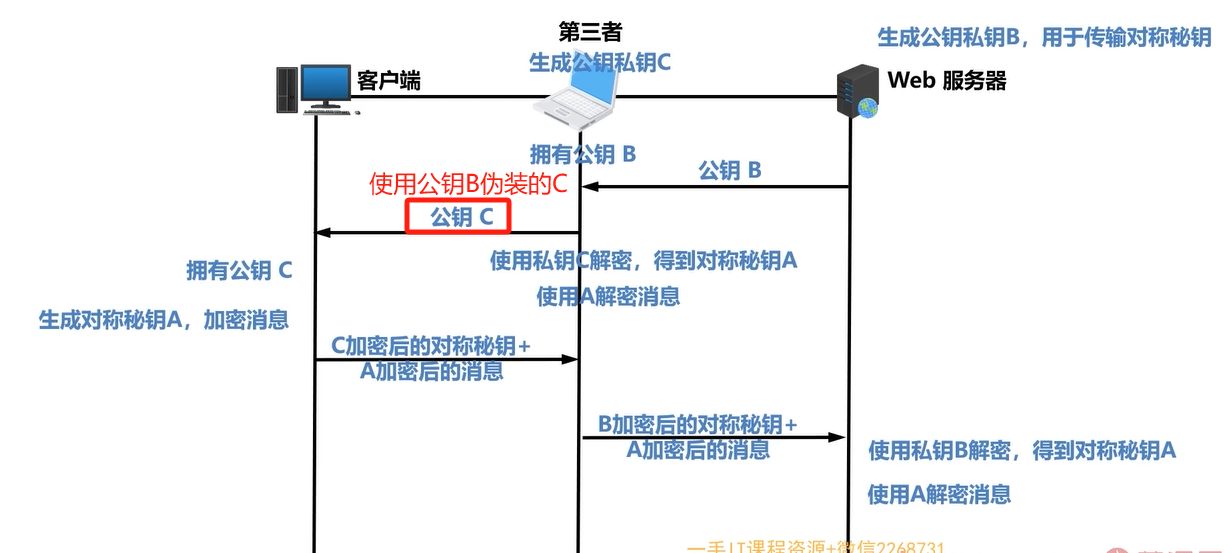 第三者
生成公钥私钥B，用于传输对称秘钥
生成公钥私钥C
客户端
Web 服务器
拥有公钥 B
公钥 B
使用公钥B伪装的C
公钥 C
使用私钥C解密，得到对称秘钥A
拥有公钥 C
使用A解密消息
生成对称秘钥A，加密消息
C加密后的对称秘钥+
A加密后的消息
B加密后的对称秘钥+
A加密后的消息
使用私钥B解密，得到对称秘钥A
使用A解密消息
一手IT课程资源+微信2268731